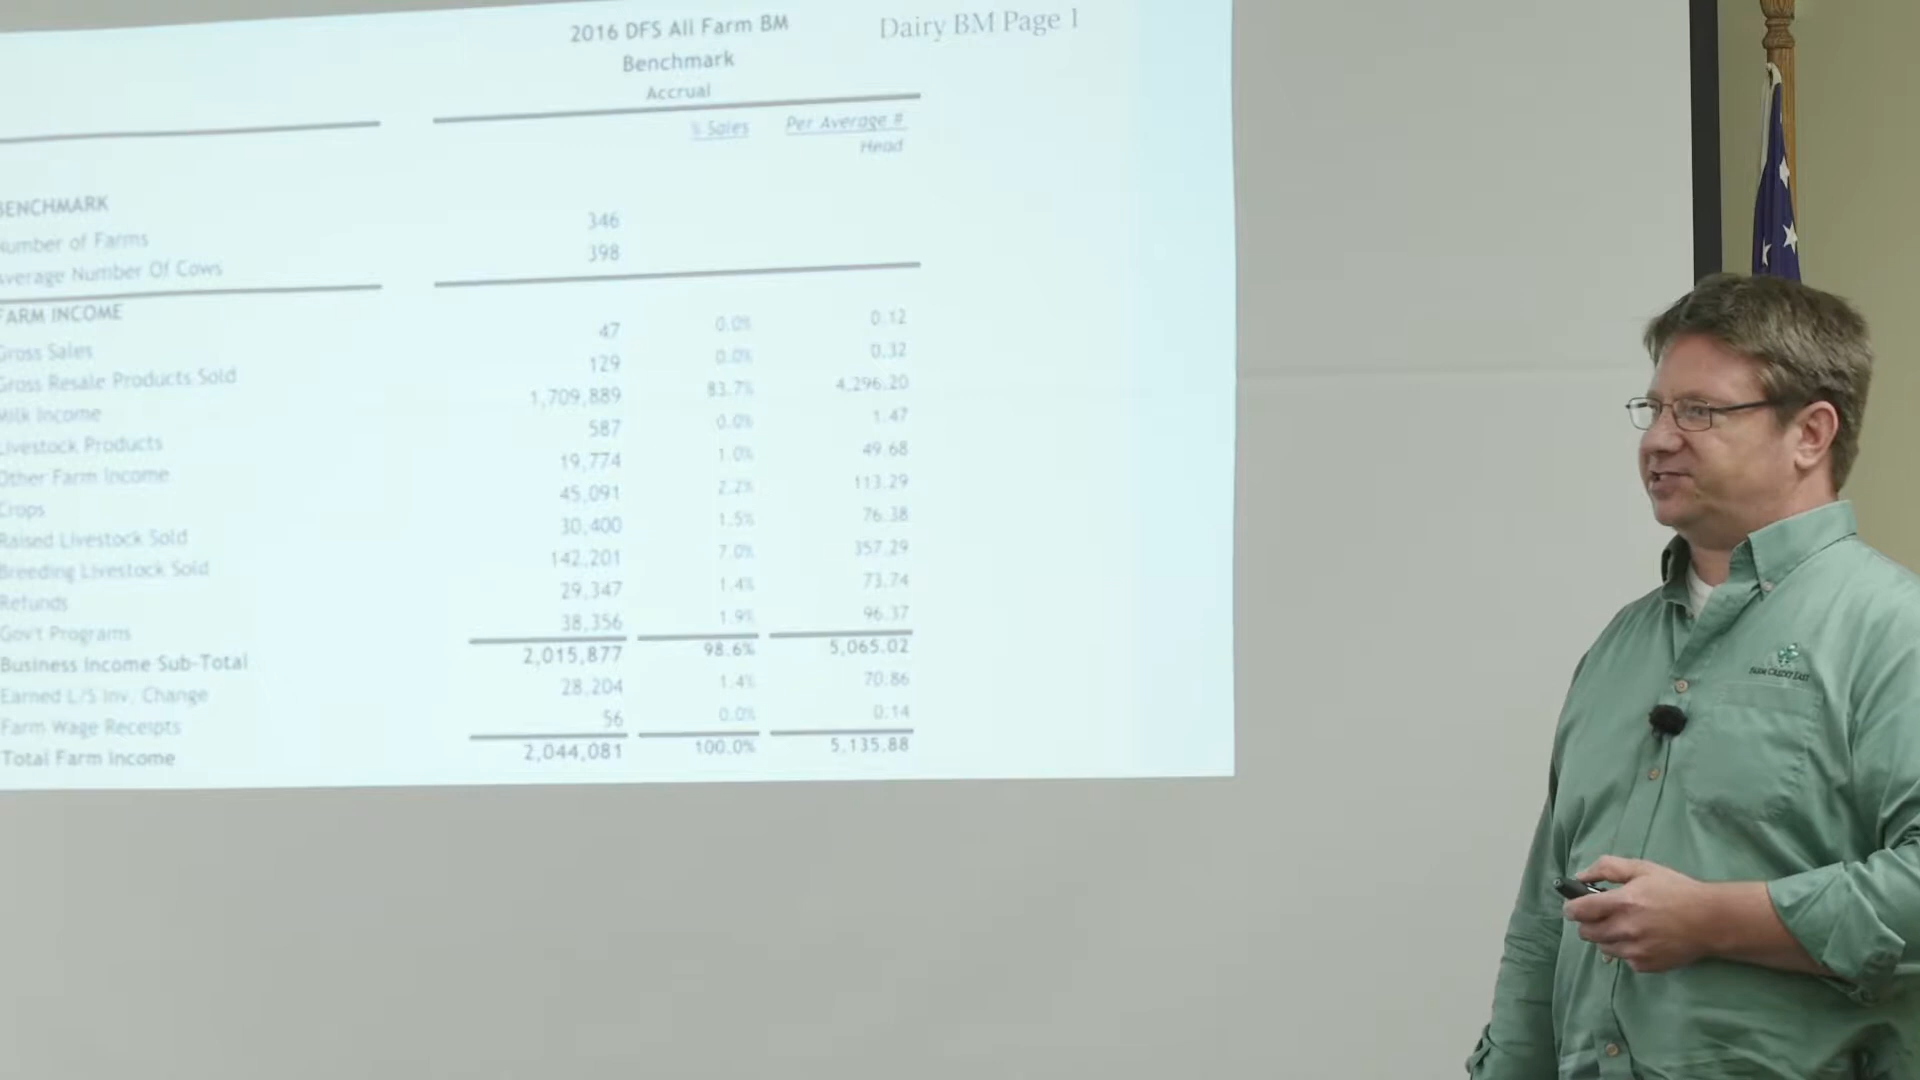 2016 DFS All Farm BM Dairy BM Page 1
Benchmark
Accrual
% Sales Per Average #
Head
BENCHMARK
Number of Farms 346
Average Number Of Cows 398
FARM INCOME
Gross Sales 47 0.0% 0.12
Gross Resale Products Sold 129 0.0% 0.32
Milk Income 1,709,889 83.7% 4,296.20
Livestock Products 587 0.0% 1.47
Other Farm Income 19,774 1.0% 49.68
Crops 45,091 2.2% 113.29
Raised Livestock Sold 30,400 1.5% 76.38
Breeding Livestock Sold 142,201 7.0% 357.29
Refunds 29,347 1.4% 73.74
Gov't Programs 38,356 1.9% 96.37
Business Income Sub-Total 2,015,877 98.6% 5,065.02
Earned L/S Inv. Change 28,204 1.4% 70.86
Farm Wage Receipts 56 0.0% 0.14
Total Farm Income 2,044,081 100.0% 5,135.88
FARM CREDIT EAST